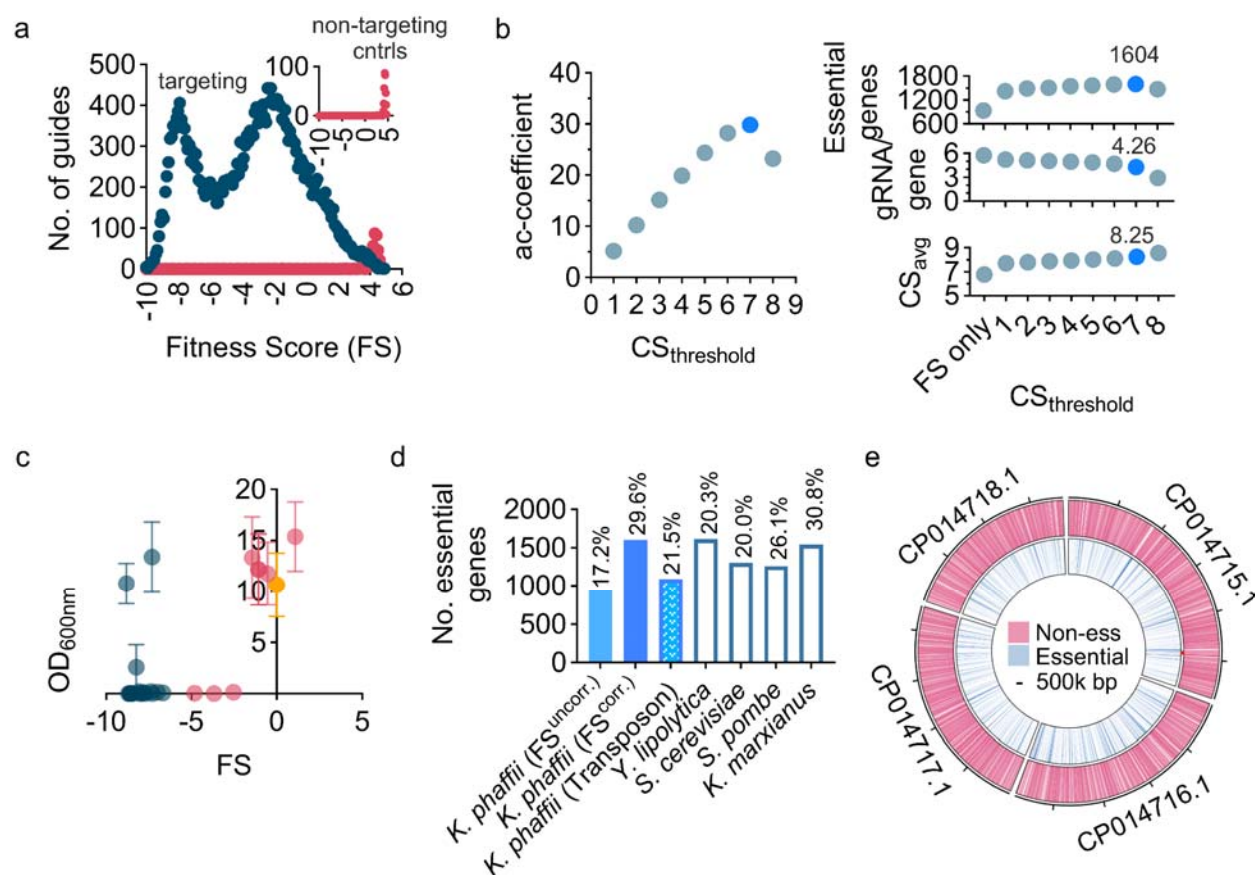 a
non-targeting
cntrls
targeting
500
400
300
200
100
0
100
0
-10
-5
0
5
No. of guides
-10
-8
-6
-4
-2
0
2
4
6
Fitness Score (FS)
b
40
30
20
10
0
ac-coefficient
0 1 2 3 4 5 6 7 8 9
CSthreshold
Essential
genes
1800
1200
600
1604
gRNA/
gene
6
3
0
4.26
CSavg
9
7
5
8.25
FS only
1
2
3
4
5
6
7
8
CSthreshold
c
20
15
10
5
OD600nm
-10 -5 0 5
FS
d
No. essential
genes
2000
1500
1000
500
0
17.2%
29.6%
21.5%
20.3%
20.0%
26.1%
30.8%
K. phaffii (FSuncorr.)
K. phaffii (FScorr.)
K. phaffii (Transposon)
Y. lipolytica
S. cerevisiae
S. pombe
K. marxianus
e
CP014718.1
CP014715.1
Non-ess
Essential
- 500k bp
CP014717.1
CP014716.1